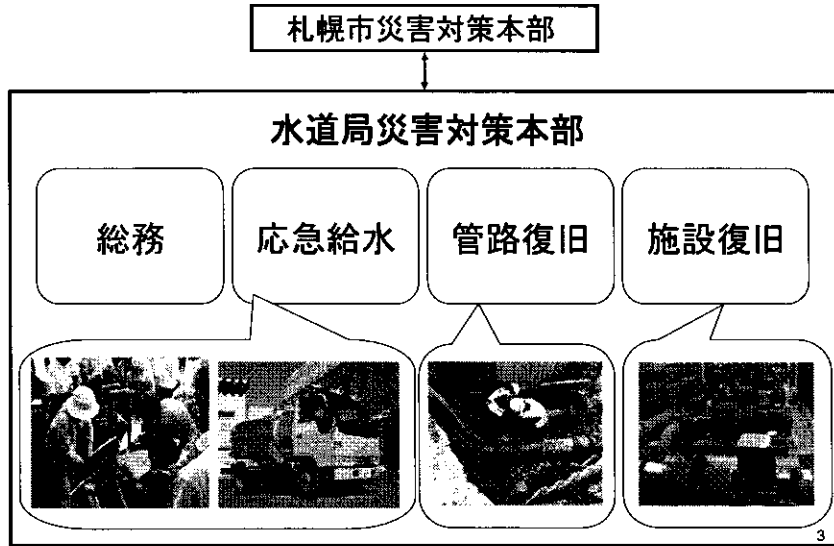 札幌市災害対策本部
水道局災害対策本部
総務
応急給水
管路復旧
施設復旧
3